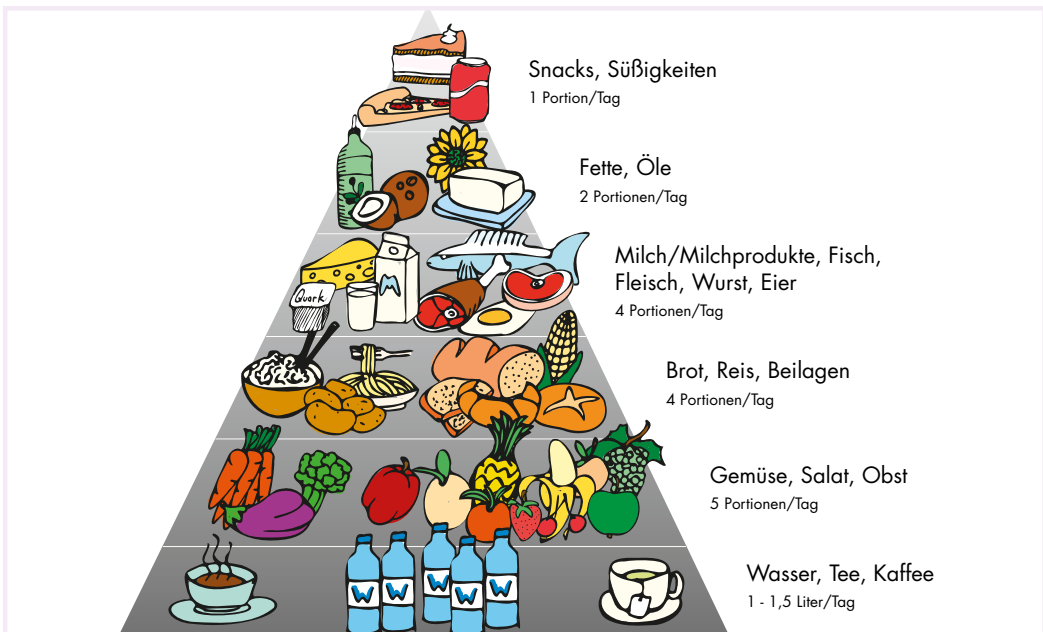 Snacks, Süßigkeiten
1 Portion/Tag
Fette, Öle
2 Portionen/Tag
Milch/Milchprodukte, Fisch,
Fleisch, Wurst, Eier
4 Portionen/Tag
M
Quark
Brot, Reis, Beilagen
4 Portionen/Tag
Gemüse, Salat, Obst
5 Portionen/Tag
Wasser, Tee, Kaffee
1 - 1,5 Liter/Tag
W W W W W